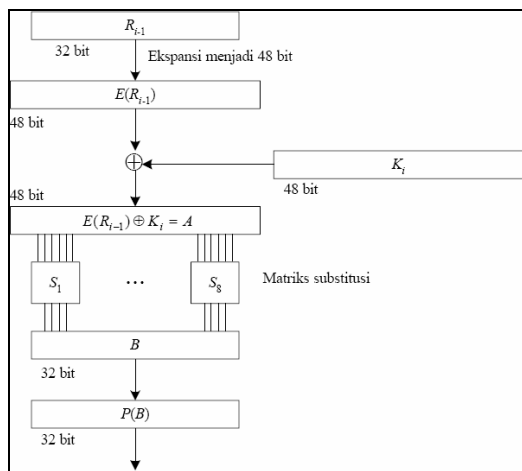 R_{i-1}
32 bit
Ekspansi menjadi 48 bit
E(R_{i-1})
48 bit
⊕
K_i
48 bit
48 bit
E(R_{i-1}) ⊕ K_i = A
S_1 ... S_8
Matriks substitusi
B
32 bit
P(B)
32 bit